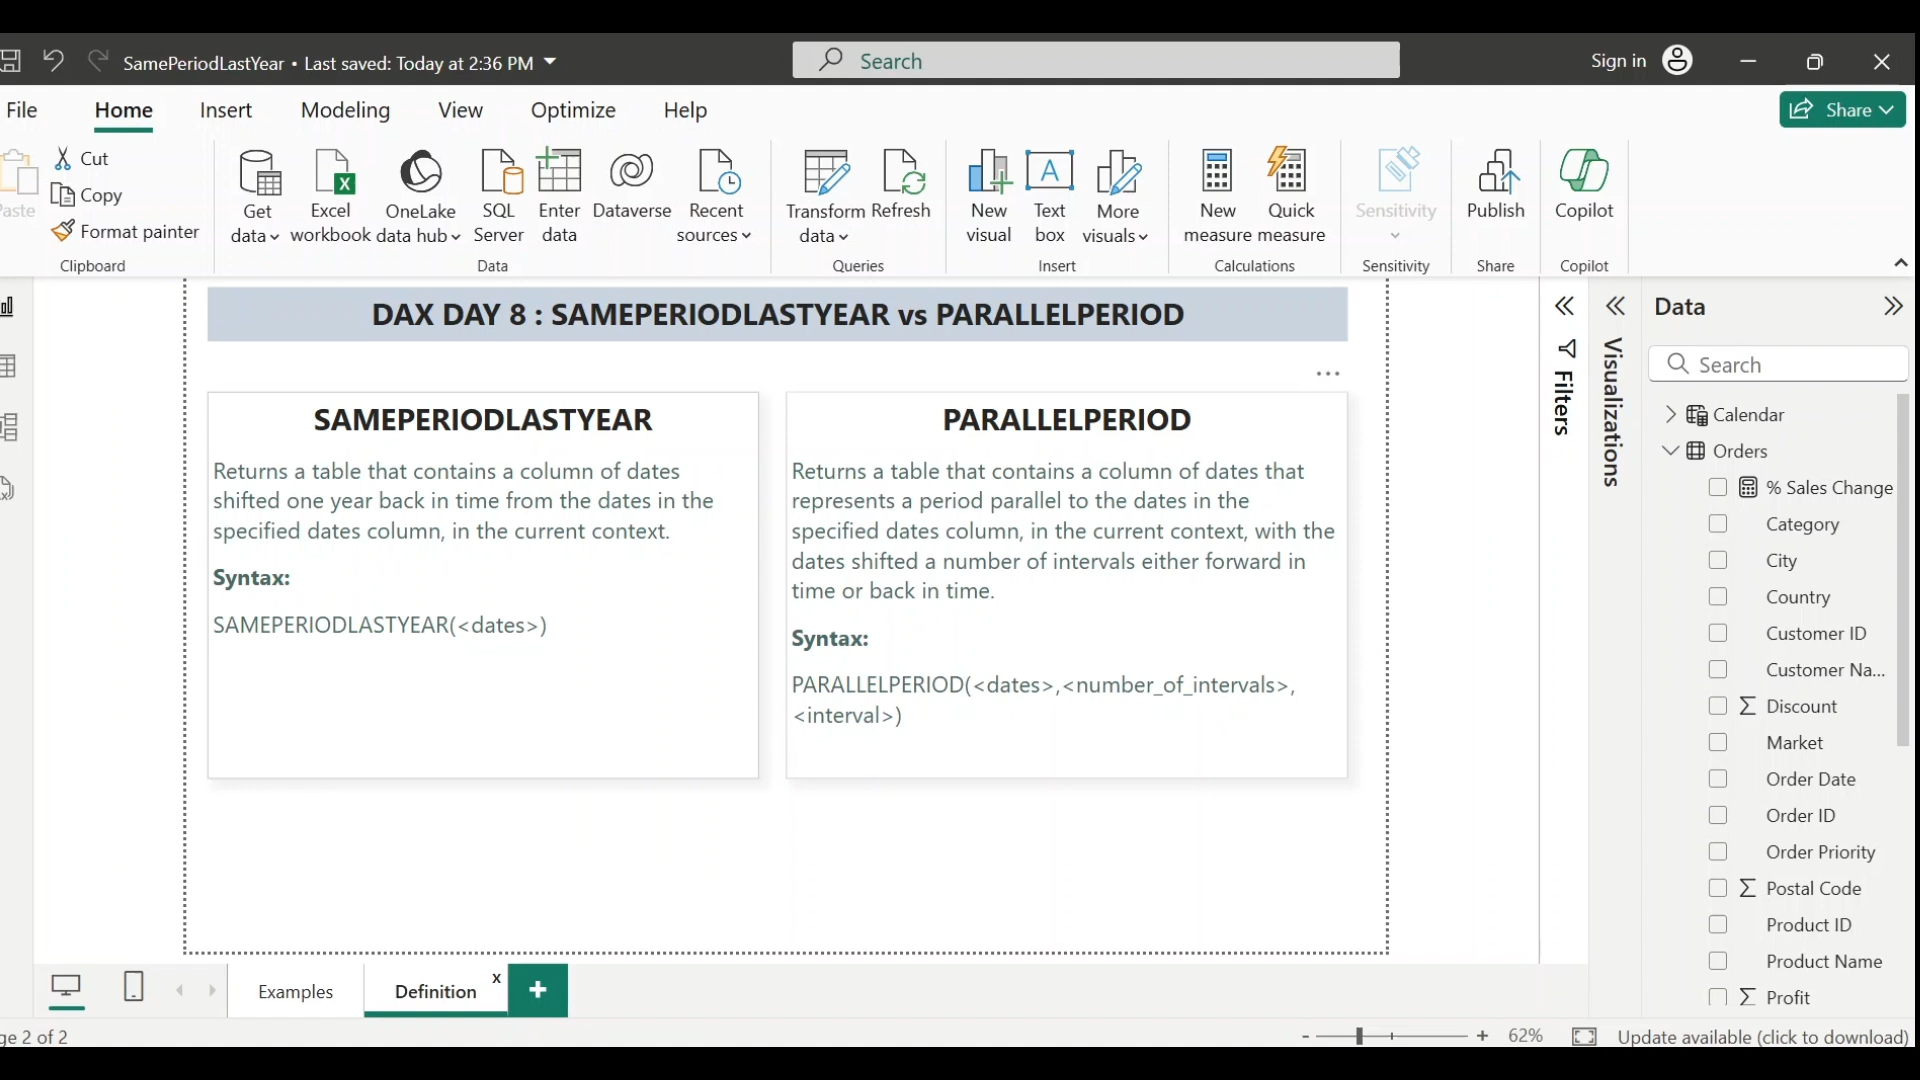 SamePeriodLastYear • Last saved: Today at 2:36 PM
Search
Sign in
File Home Insert Modeling View Optimize Help
Share
Paste
Cut
Copy
Format painter
Clipboard
Get data
Excel workbook
OneLake data hub
SQL Server
Enter data
Dataverse
Recent sources
Data
Transform data
Refresh
Queries
New visual
Text box
More visuals
Insert
New measure
Quick measure
Calculations
Sensitivity
Sensitivity
Publish
Share
Copilot
Copilot
DAX DAY 8 : SAMEPERIODLASTYEAR vs PARALLELPERIOD
SAMEPERIODLASTYEAR
Returns a table that contains a column of dates
shifted one year back in time from the dates in the
specified dates column, in the current context.
Syntax:
SAMEPERIODLASTYEAR(<dates>)
PARALLELPERIOD
Returns a table that contains a column of dates that
represents a period parallel to the dates in the
specified dates column, in the current context, with the
dates shifted a number of intervals either forward in
time or back in time.
Syntax:
PARALLELPERIOD(<dates>,<number_of_intervals>,
<interval>)
Filters
Visualizations
Data
Search
Calendar
Orders
% Sales Change
Category
City
Country
Customer ID
Customer Na...
Discount
Market
Order Date
Order ID
Order Priority
Postal Code
Product ID
Product Name
Profit
Examples
Definition
x
+
ge 2 of 2
- + 62%
Update available (click to download)